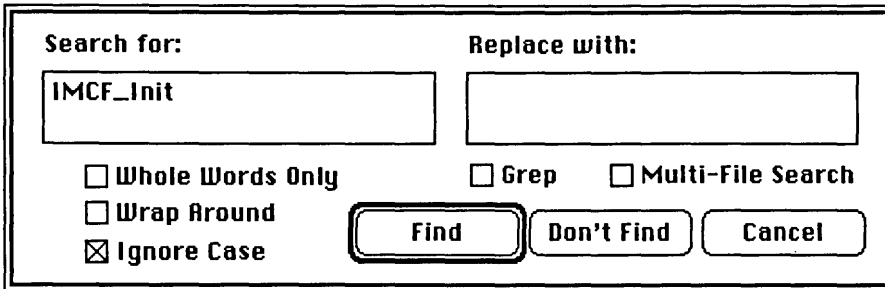 Search for:
Replace with:
IMCF_Init
Whole Words Only
Grep
Multi-File Search
Wrap Around
Ignore Case
Find
Don't Find
Cancel